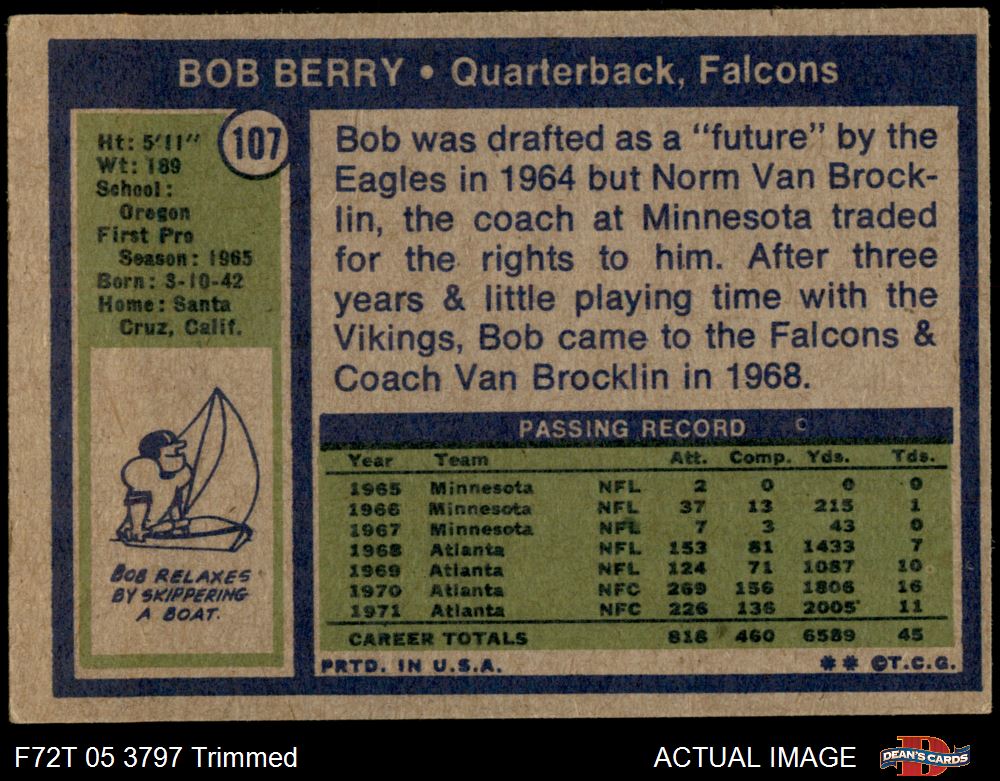 BOB BERRY • Quarterback, Falcons
107
Ht: 5'11"
Wt: 189
School:
Oregon
First Pro
Season: 1965
Born: 3-10-42
Home: Santa
Cruz, Calif.
BOB RELAXES
BY SKIPPERING
A BOAT.
Bob was drafted as a "future" by the
Eagles in 1964 but Norm Van Brock-
lin, the coach at Minnesota traded
for the rights to him. After three
years & little playing time with the
Vikings, Bob came to the Falcons &
Coach Van Brocklin in 1968.
PASSING RECORD
Year Team Att. Comp. Yds. Tds.
1965 Minnesota NFL 2 0 0 0
1966 Minnesota NFL 37 13 215 1
1967 Minnesota NFL 7 3 43 0
1968 Atlanta NFL 153 81 1433 7
1969 Atlanta NFL 124 71 1087 10
1970 Atlanta NFC 269 156 1806 16
1971 Atlanta NFC 226 136 2005 11
CAREER TOTALS 818 460 6589 45
PRTD. IN U.S.A. ** ©T.C.G.
F72T 05 3797 Trimmed ACTUAL IMAGE DEAN'S CARDS